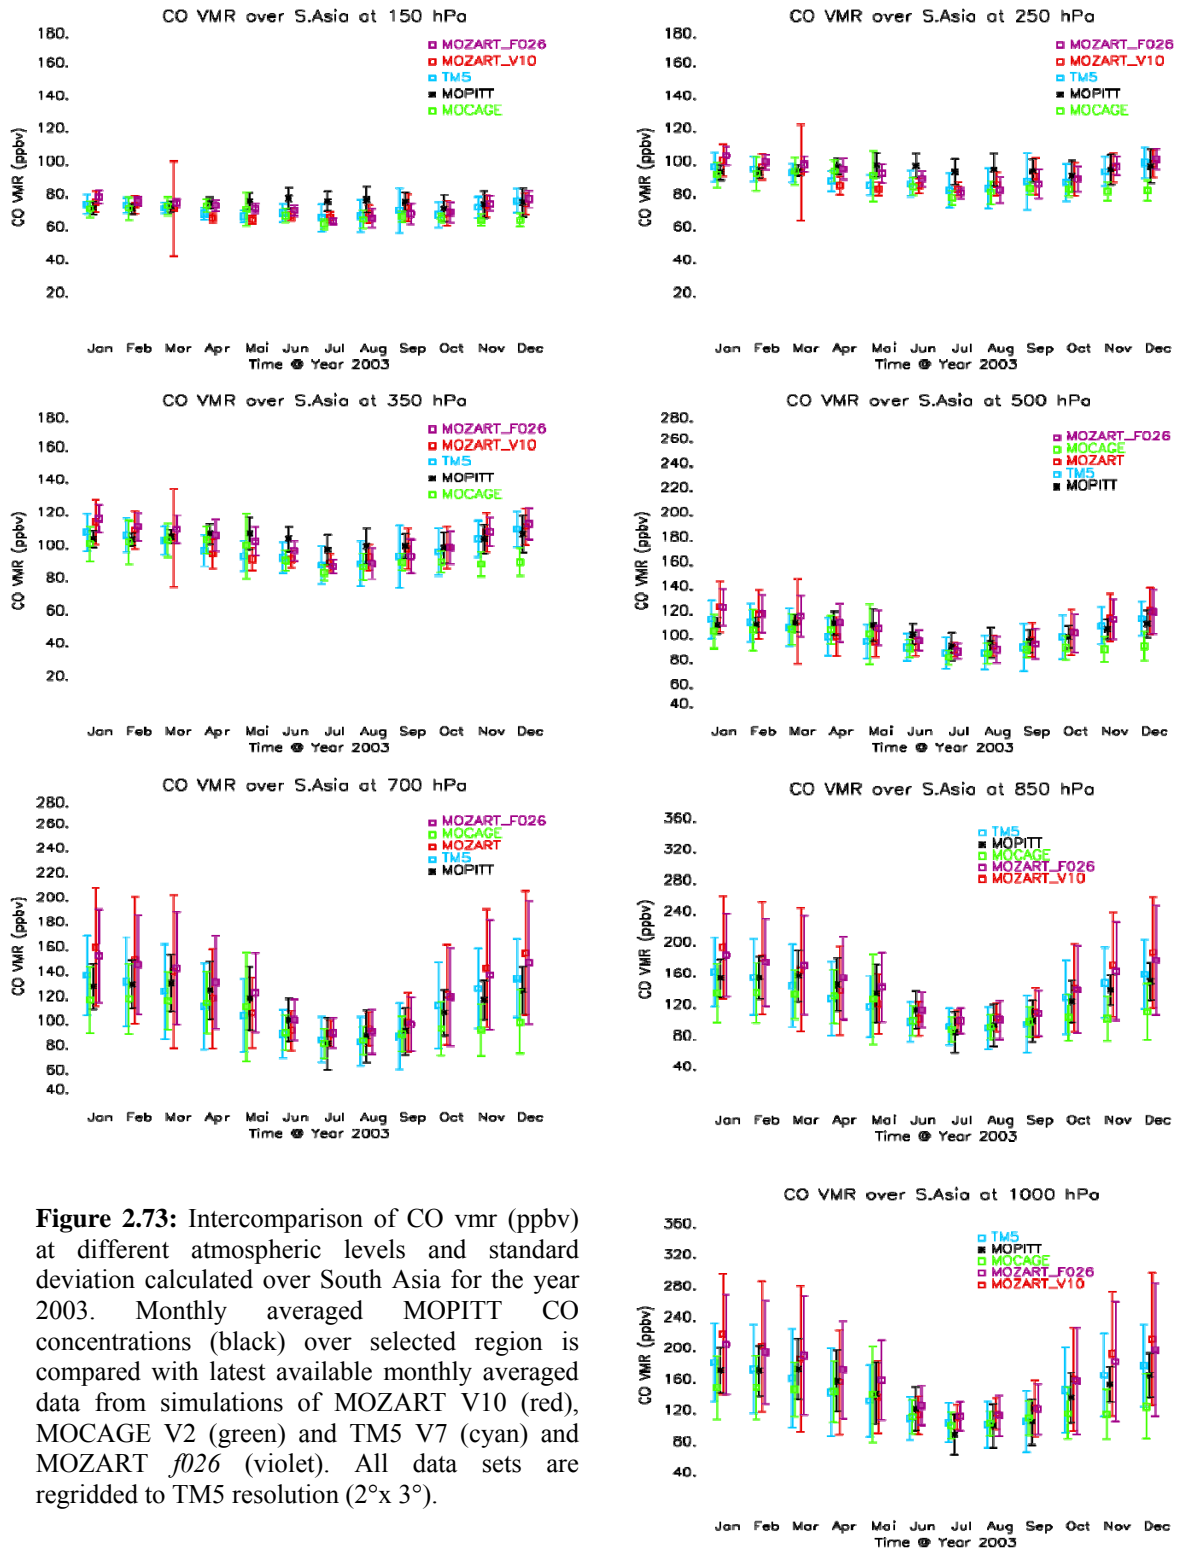 CO VMR over S.Asia at 150 hPa
180.
160.
140.
120.
100.
80.
60.
40.
20.
CO VMR (ppbv)
MOZART_F026
MOZART_V10
TM5
MOPITT
MOCAGE
Jan Feb Mar Apr Mai Jun Jul Aug Sep Oct Nov Dec
Time @ Year 2003
CO VMR over S.Asia at 250 hPa
180.
160.
140.
120.
100.
80.
60.
40.
20.
CO VMR (ppbv)
MOZART_F026
MOZART_V10
TM5
MOPITT
MOCAGE
Jan Feb Mar Apr Mai Jun Jul Aug Sep Oct Nov Dec
Time @ Year 2003
CO VMR over S.Asia at 350 hPa
180.
160.
140.
120.
100.
80.
60.
40.
20.
CO VMR (ppbv)
MOZART_F026
MOZART_V10
TM5
MOPITT
MOCAGE
Jan Feb Mar Apr Mai Jun Jul Aug Sep Oct Nov Dec
Time @ Year 2003
CO VMR over S.Asia at 500 hPa
280.
260.
240.
220.
200.
180.
160.
140.
120.
100.
80.
60.
40.
CO VMR (ppbv)
MOZART_F026
MOCAGE
MOZART
TM5
MOPITT
Jan Feb Mar Apr Mai Jun Jul Aug Sep Oct Nov Dec
Time @ Year 2003
CO VMR over S.Asia at 700 hPa
280.
260.
240.
220.
200.
180.
160.
140.
120.
100.
80.
60.
40.
CO VMR (ppbv)
MOZART_F026
MOCAGE
MOZART
TM5
MOPITT
Jan Feb Mar Apr Mai Jun Jul Aug Sep Oct Nov Dec
Time @ Year 2003
CO VMR over S.Asia at 850 hPa
360.
320.
280.
240.
200.
160.
120.
80.
40.
CO VMR (ppbv)
TM5
MOPITT
MOCAGE
MOZART_F026
MOZART_V10
Jan Feb Mar Apr Mai Jun Jul Aug Sep Oct Nov Dec
Time @ Year 2003
CO VMR over S.Asia at 1000 hPa
360.
320.
280.
240.
200.
160.
120.
80.
40.
CO VMR (ppbv)
TM5
MOPITT
MOCAGE
MOZART_F026
MOZART_V10
Jan Feb Mar Apr Mai Jun Jul Aug Sep Oct Nov Dec
Time @ Year 2003
Figure 2.73: Intercomparison of CO vmr (ppbv)
at different atmospheric levels and standard
deviation calculated over South Asia for the year
2003. Monthly averaged MOPITT CO
concentrations (black) over selected region is
compared with latest available monthly averaged
data from simulations of MOZART V10 (red),
MOCAGE V2 (green) and TM5 V7 (cyan) and
MOZART f026 (violet). All data sets are
regridded to TM5 resolution (2°x 3°).